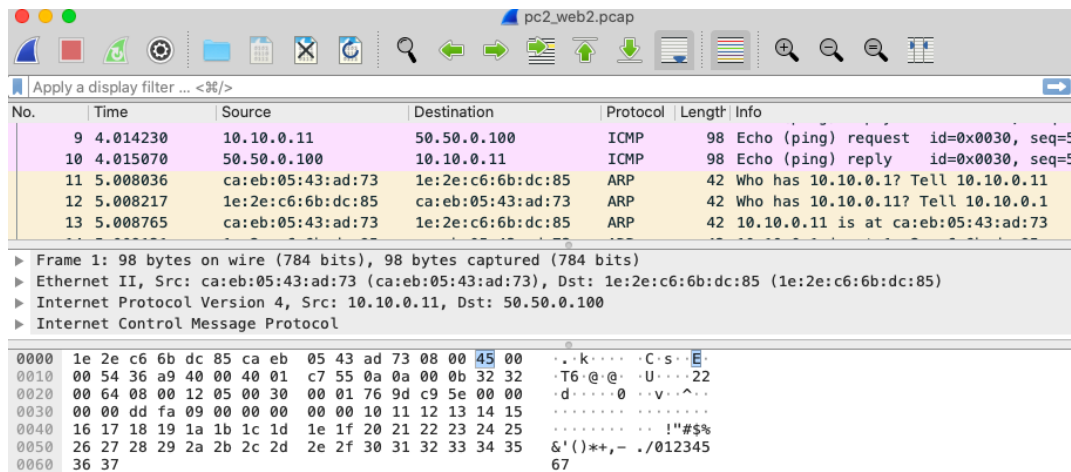 pc2_web2.pcap
Apply a display filter ... <⌘/>
No. Time Source Destination Protocol Length Info
9 4.014230 10.10.0.11 50.50.0.100 ICMP 98 Echo (ping) request id=0x0030, seq=5
10 4.015070 50.50.0.100 10.10.0.11 ICMP 98 Echo (ping) reply id=0x0030, seq=5
11 5.008036 ca:eb:05:43:ad:73 1e:2e:c6:6b:dc:85 ARP 42 Who has 10.10.0.1? Tell 10.10.0.11
12 5.008217 1e:2e:c6:6b:dc:85 ca:eb:05:43:ad:73 ARP 42 Who has 10.10.0.11? Tell 10.10.0.1
13 5.008765 ca:eb:05:43:ad:73 1e:2e:c6:6b:dc:85 ARP 42 10.10.0.11 is at ca:eb:05:43:ad:73
Frame 1: 98 bytes on wire (784 bits), 98 bytes captured (784 bits)
Ethernet II, Src: ca:eb:05:43:ad:73 (ca:eb:05:43:ad:73), Dst: 1e:2e:c6:6b:dc:85 (1e:2e:c6:6b:dc:85)
Internet Protocol Version 4, Src: 10.10.0.11, Dst: 50.50.0.100
Internet Control Message Protocol
0000 1e 2e c6 6b dc 85 ca eb 05 43 ad 73 08 00 45 00 ·.·k···· ·C·s··E·
0010 00 54 36 a9 40 00 40 01 c7 55 0a 0a 00 0b 32 32 ·T6·@·@· ·U····22
0020 00 64 08 00 12 05 00 30 00 01 76 9d c9 5e 00 00 ·d·····0 ··v··^··
0030 00 00 dd fa 09 00 00 00 00 00 10 11 12 13 14 15 ········ ········
0040 16 17 18 19 1a 1b 1c 1d 1e 1f 20 21 22 23 24 25 ········ ·· !"#$%
0050 26 27 28 29 2a 2b 2c 2d 2e 2f 30 31 32 33 34 35 &'()*+,- ./012345
0060 36 37 67